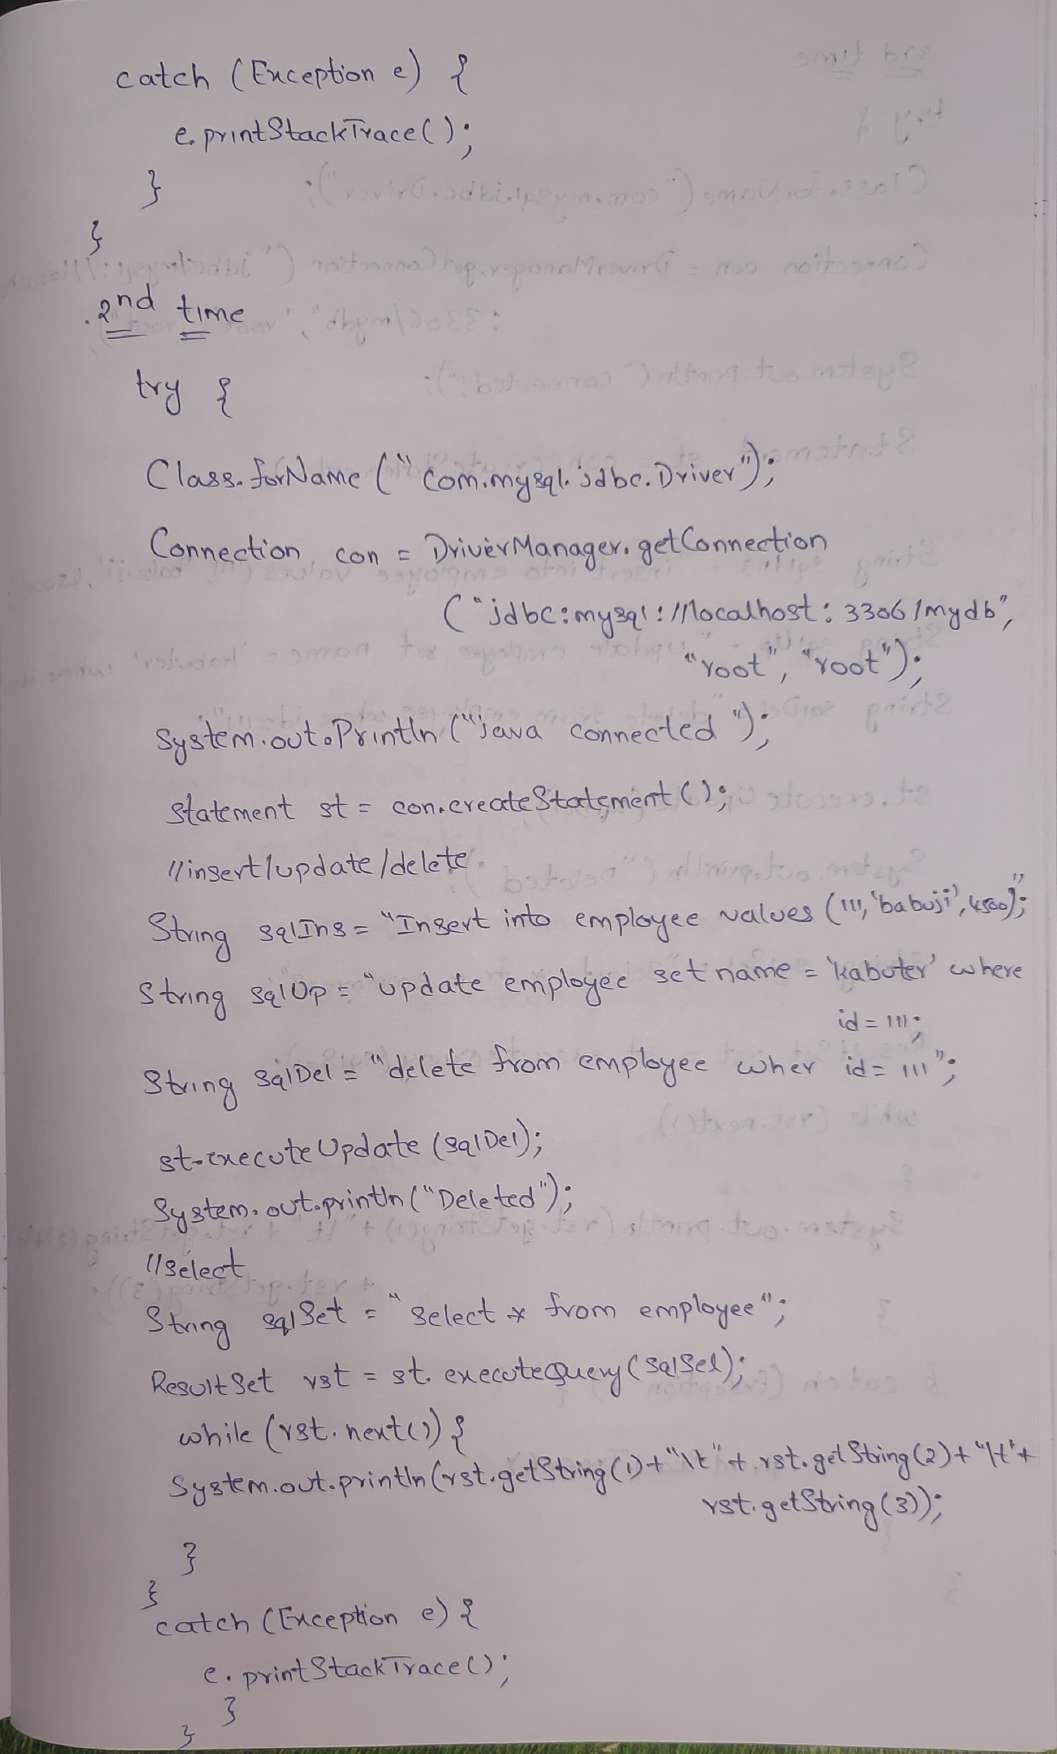 catch (Exception e) {
e.printStackTrace();
}
}
2nd time
try {
Class.forName ("com.mysql.jdbc.Driver");
Connection con = DriverManager.getConnection
("jdbc:mysql://localhost:3306/mydb",
"root", "root");
System.out.Println ("java connected ");
statement st = con.createStatement();
//insert/update/delete
String sqlIns = "Insert into employee values (111,'babuji',4500)";
String sqlUp = "update employee set name = 'kabuter' where
id = 111;
String sqlDel = "delete from employee wher id= 111";
st.executeUpdate (sqlDel);
System.out.println("Deleted");
//select
String sqlSet = "select * from employee";
ResultSet rst = st.executeQuery(sqlSel);
while (rst.next()) {
System.out.println(rst.getString(1)+"\t"+ rst.getString(2)+"\t"+
rst.getString(3));
}
}
catch (Exception e) {
e.printStackTrace();
}
}